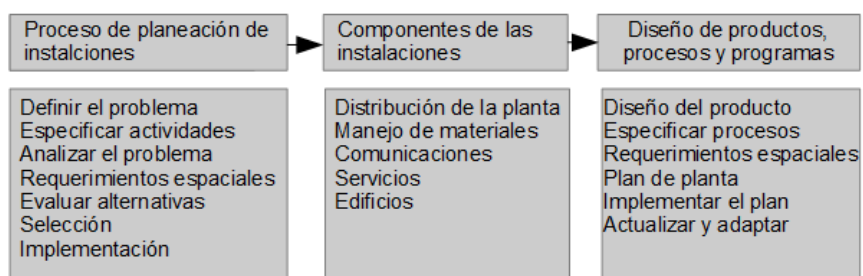 Proceso de planeación de
instalciones
Componentes de las
instalaciones
Diseño de productos,
procesos y programas
Definir el problema
Especificar actividades
Analizar el problema
Requerimientos espaciales
Evaluar alternativas
Selección
Implementación
Distribución de la planta
Manejo de materiales
Comunicaciones
Servicios
Edificios
Diseño del producto
Especificar procesos
Requerimientos espaciales
Plan de planta
Implementar el plan
Actualizar y adaptar